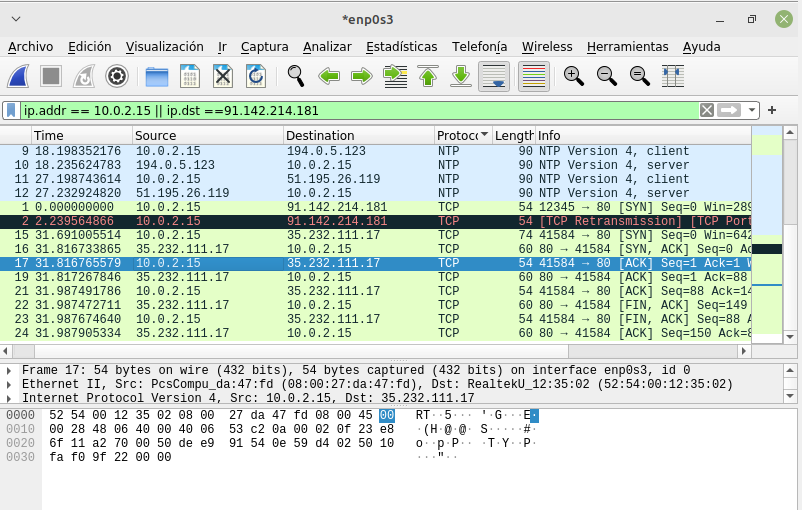 *enp0s3
Archivo Edición Visualización Ir Captura Analizar Estadísticas Telefonía Wireless Herramientas Ayuda
ip.addr == 10.0.2.15 || ip.dst ==91.142.214.181
Time Source Destination Protoco Length Info
9 18.198352176 10.0.2.15 194.0.5.123 NTP 90 NTP Version 4, client
10 18.235624783 194.0.5.123 10.0.2.15 NTP 90 NTP Version 4, server
11 27.198743614 10.0.2.15 51.195.26.119 NTP 90 NTP Version 4, client
12 27.232924820 51.195.26.119 10.0.2.15 NTP 90 NTP Version 4, server
1 0.000000000 10.0.2.15 91.142.214.181 TCP 54 12345 → 80 [SYN] Seq=0 Win=289
2 2.239564866 10.0.2.15 91.142.214.181 TCP 54 [TCP Retransmission] [TCP Port
15 31.691005514 10.0.2.15 35.232.111.17 TCP 74 41584 → 80 [SYN] Seq=0 Win=642
16 31.816733865 35.232.111.17 10.0.2.15 TCP 60 80 → 41584 [SYN, ACK] Seq=0 Ac
17 31.816765579 10.0.2.15 35.232.111.17 TCP 54 41584 → 80 [ACK] Seq=1 Ack=1 W
19 31.817267846 35.232.111.17 10.0.2.15 TCP 60 80 → 41584 [ACK] Seq=1 Ack=88
21 31.987491786 10.0.2.15 35.232.111.17 TCP 54 41584 → 80 [ACK] Seq=88 Ack=14
22 31.987472711 35.232.111.17 10.0.2.15 TCP 60 80 → 41584 [FIN, ACK] Seq=149
23 31.987674640 10.0.2.15 35.232.111.17 TCP 54 41584 → 80 [FIN, ACK] Seq=88 A
24 31.987905334 35.232.111.17 10.0.2.15 TCP 60 80 → 41584 [ACK] Seq=150 Ack=8
Frame 17: 54 bytes on wire (432 bits), 54 bytes captured (432 bits) on interface enp0s3, id 0
Ethernet II, Src: PcsCompu_da:47:fd (08:00:27:da:47:fd), Dst: RealtekU_12:35:02 (52:54:00:12:35:02)
Internet Protocol Version 4, Src: 10.0.2.15, Dst: 35.232.111.17
0000 52 54 00 12 35 02 08 00 27 da 47 fd 08 00 45 00 RT··5··· '·G···E·
0010 00 28 48 06 40 00 40 06 53 c2 0a 00 02 0f 23 e8 ·(H·@·@· S·····#·
0020 6f 11 a2 70 00 50 de e9 91 54 0e 59 d4 02 50 10 o··p·P·· ·T·Y··P·
0030 fa f0 9f 22 00 00 ···"··